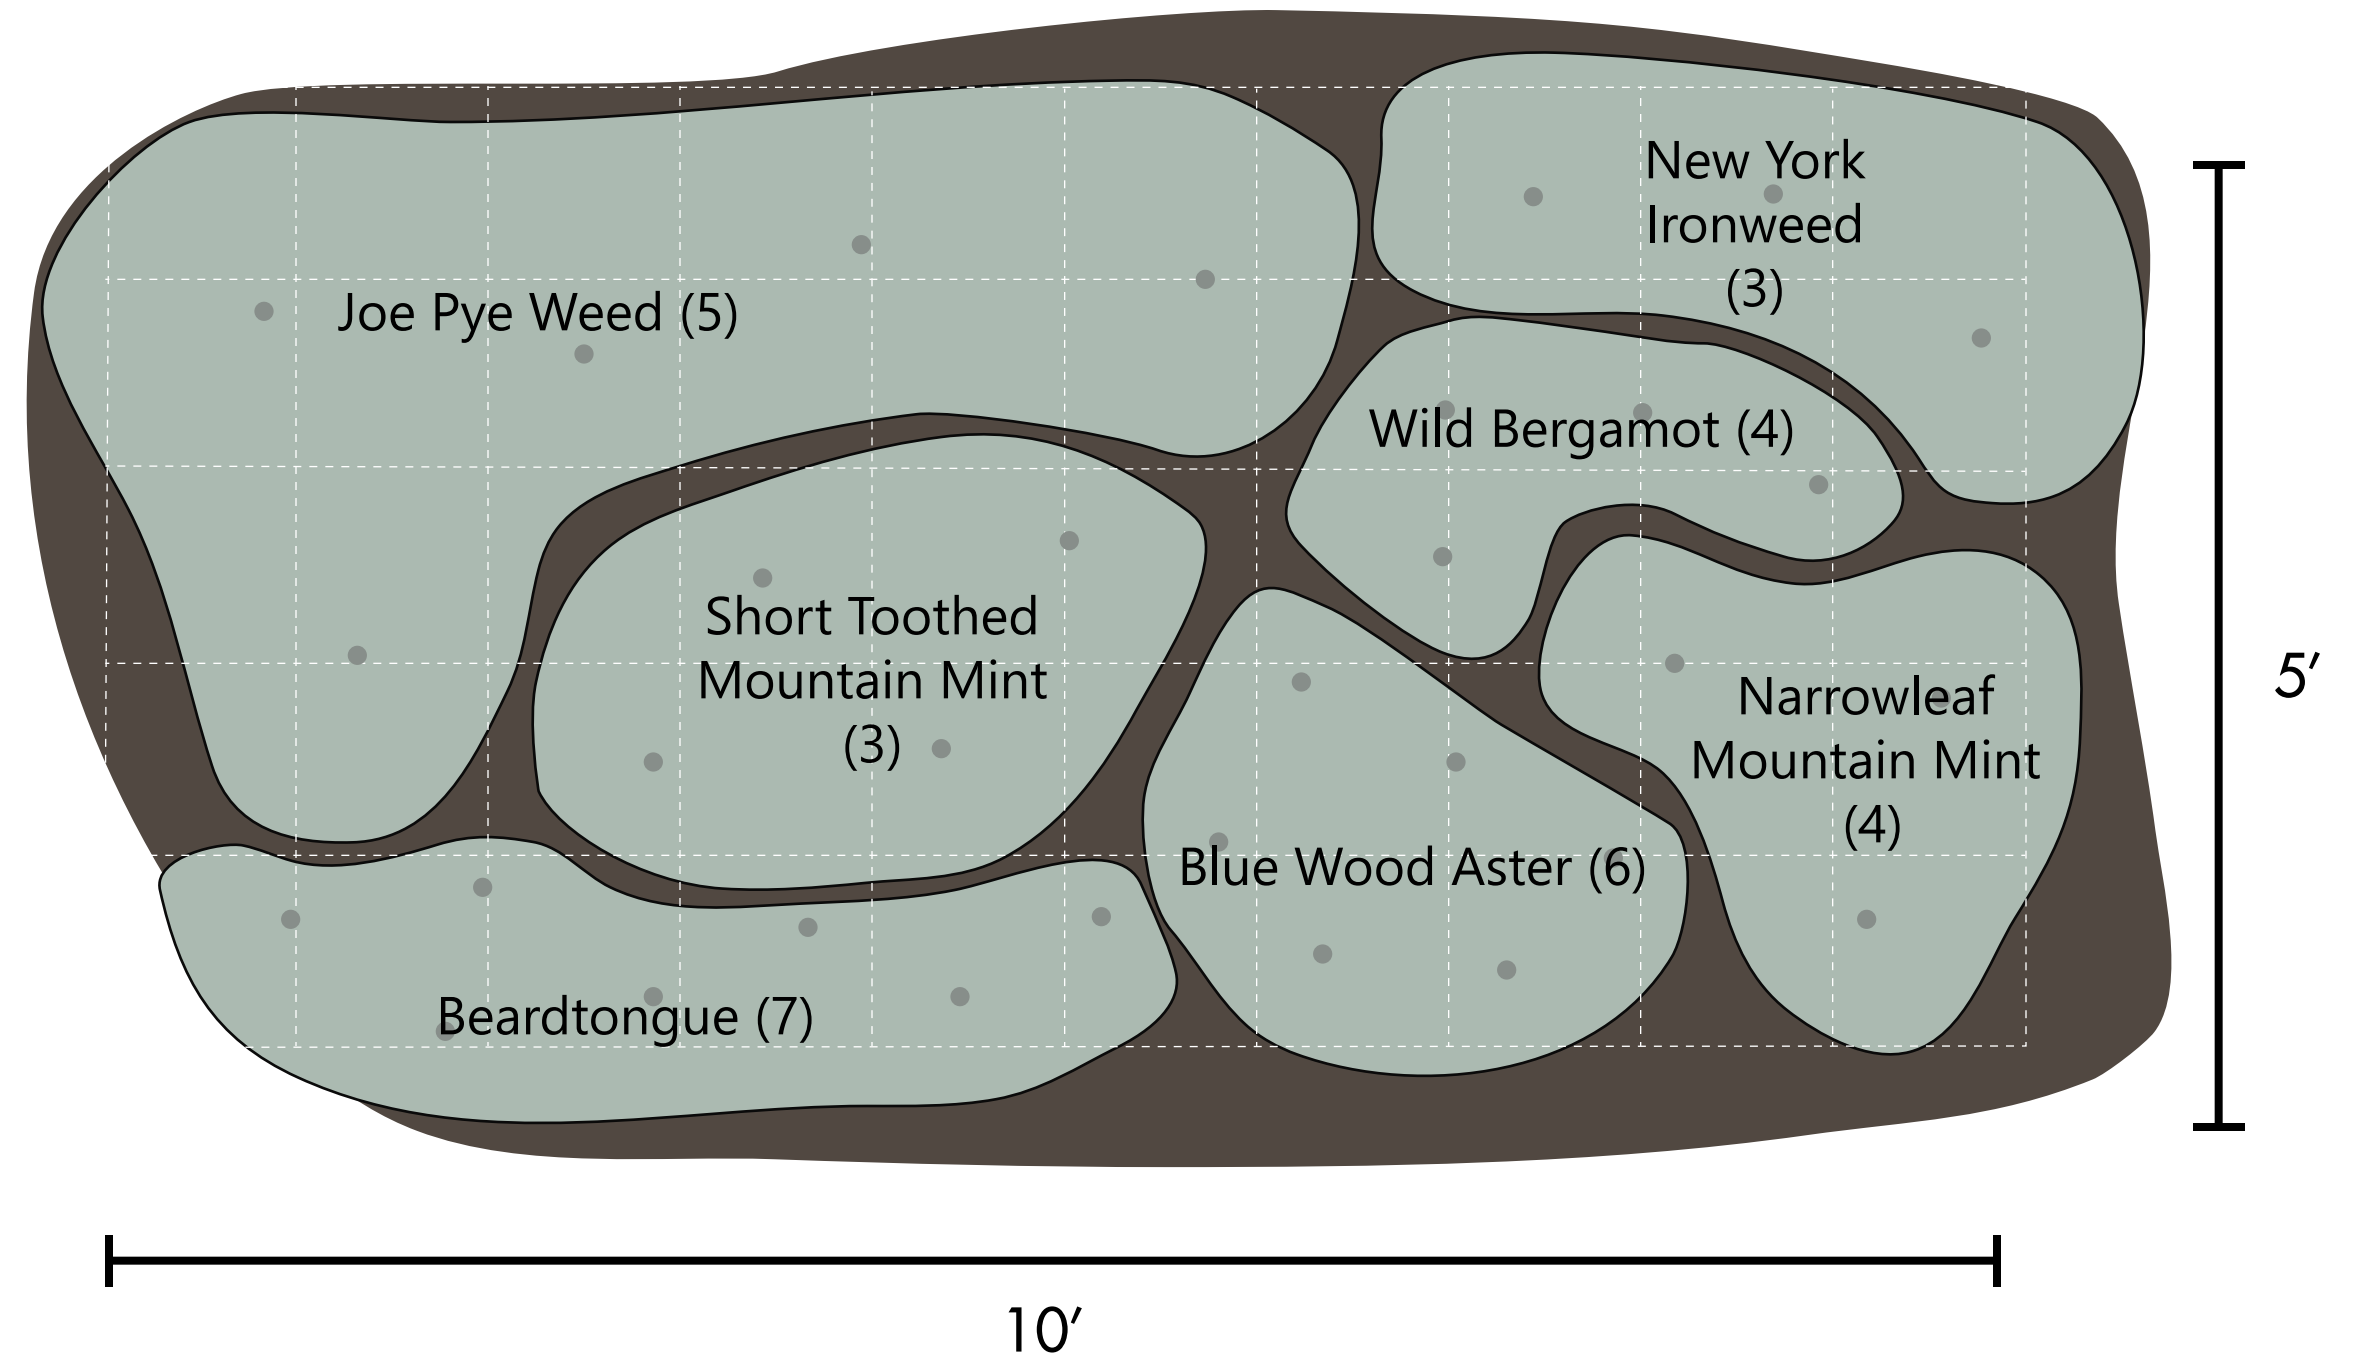 New York
Ironweed
(3)
Joe Pye Weed (5)
Wild Bergamot (4)
Short Toothed
Mountain Mint
(3)
Narrowleaf
Mountain Mint
(4)
5′
Blue Wood Aster (6)
Beardtongue (7)
10′